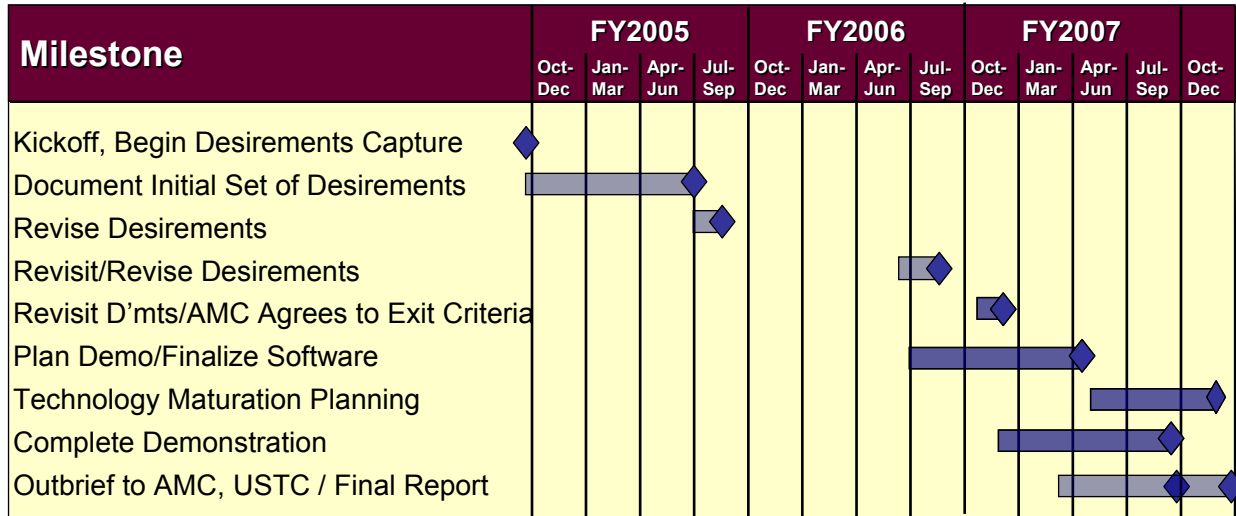 Milestone
FY2005 FY2006 FY2007
Oct- Jan- Apr- Jul- Oct- Jan- Apr- Jul- Oct- Jan- Apr- Jul- Oct-
Dec Mar Jun Sep Dec Mar Jun Sep Dec Mar Jun Sep Dec
Kickoff, Begin Desirements Capture
Document Initial Set of Desirements
Revise Desirements
Revisit/Revise Desirements
Revisit D’mts/AMC Agrees to Exit Criteria
Plan Demo/Finalize Software
Technology Maturation Planning
Complete Demonstration
Outbrief to AMC, USTC / Final Report